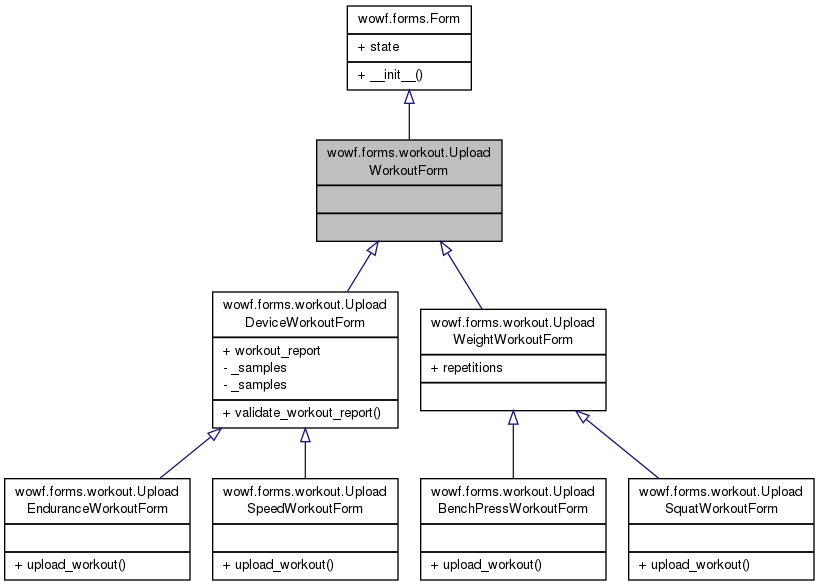 wowf.forms.Form
+ state
+ __init__()
wowf.forms.workout.Upload
WorkoutForm
wowf.forms.workout.Upload
DeviceWorkoutForm
+ workout_report
- _samples
- _samples
+ validate_workout_report()
wowf.forms.workout.Upload
WeightWorkoutForm
+ repetitions
wowf.forms.workout.Upload
EnduranceWorkoutForm
+ upload_workout()
wowf.forms.workout.Upload
SpeedWorkoutForm
+ upload_workout()
wowf.forms.workout.Upload
BenchPressWorkoutForm
+ upload_workout()
wowf.forms.workout.Upload
SquatWorkoutForm
+ upload_workout()